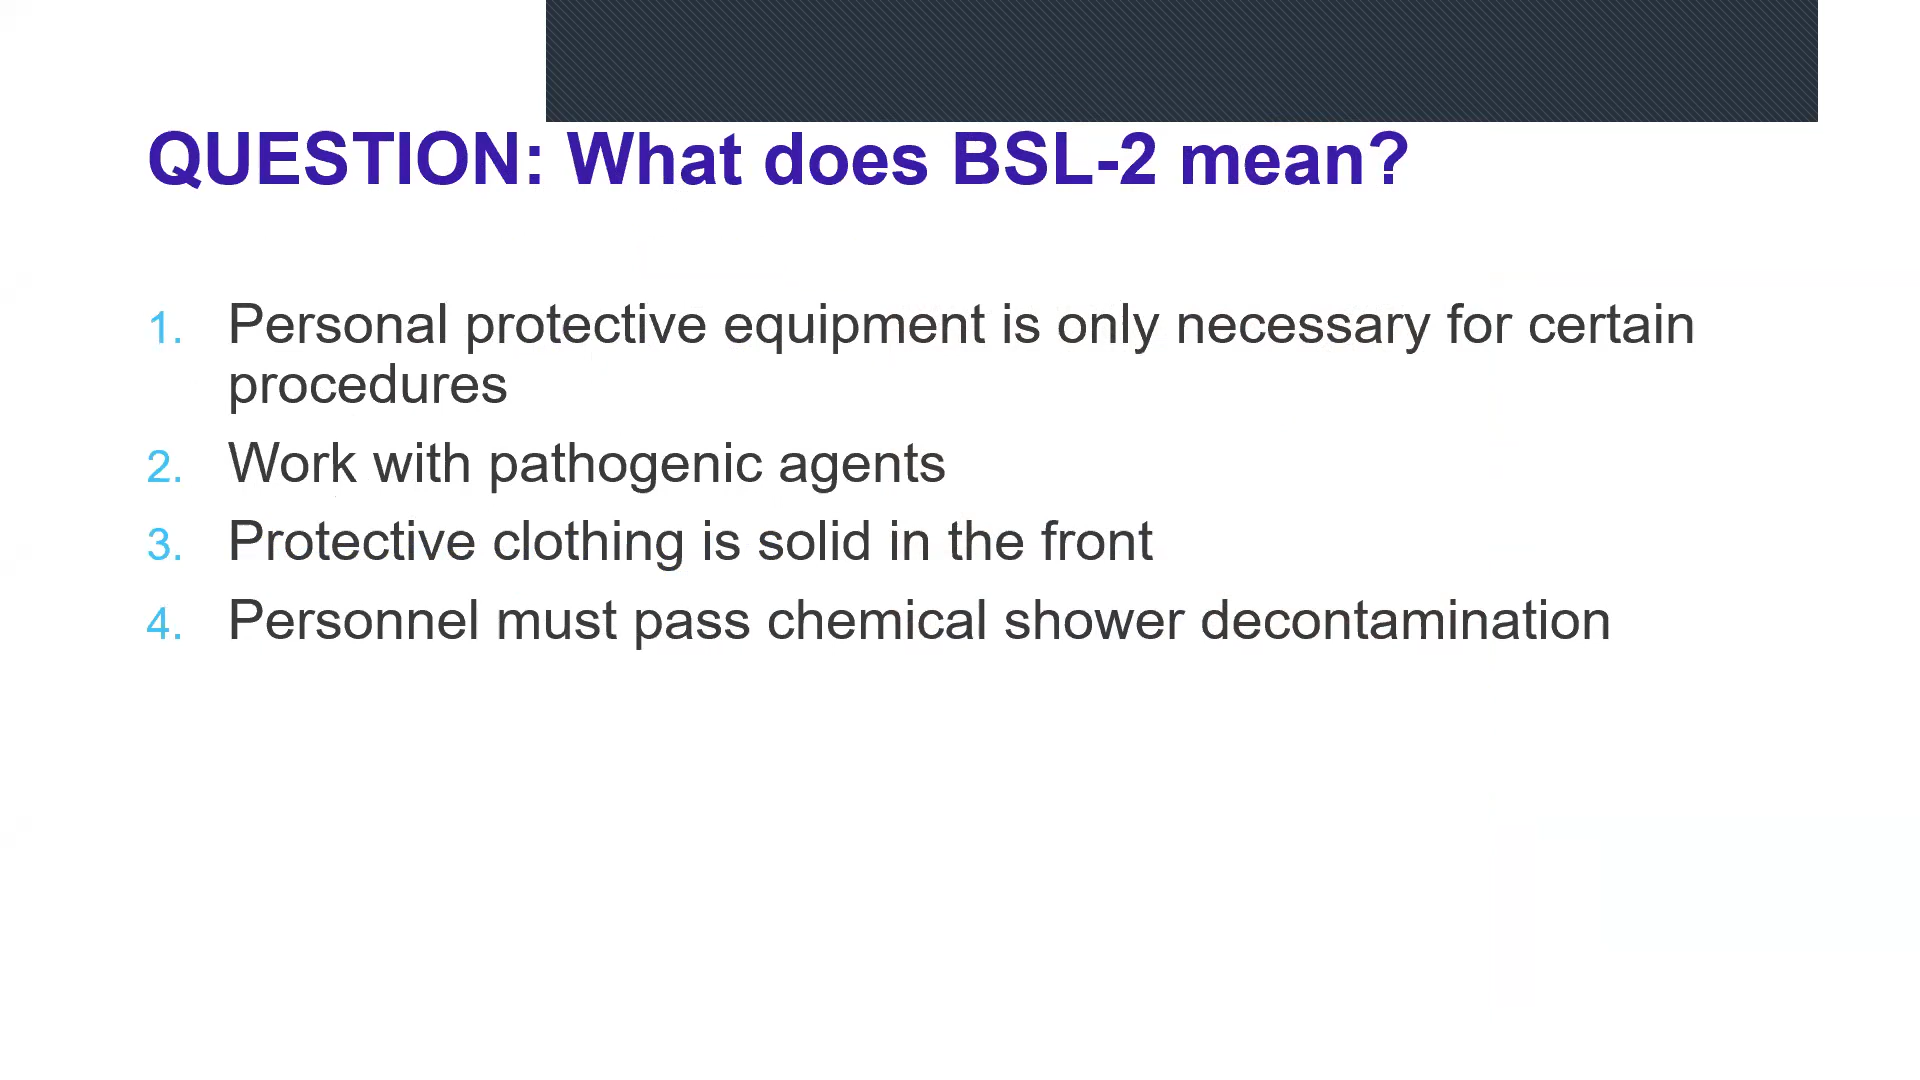 QUESTION: What does BSL-2 mean?
1. Personal protective equipment is only necessary for certain
procedures
2. Work with pathogenic agents
3. Protective clothing is solid in the front
4. Personnel must pass chemical shower decontamination